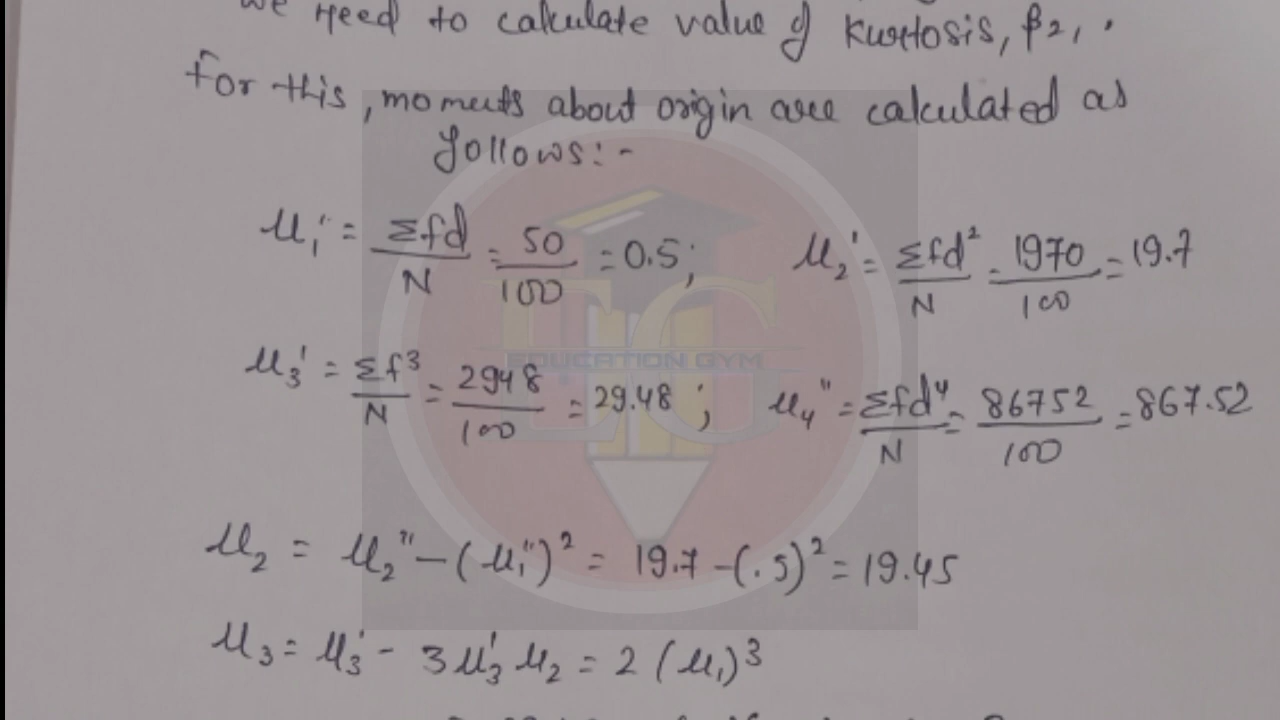 we need to calculate value of Kurtosis, β2, .
For this, moments about origin are calculated as
follows:-
μ₁' = Σfd/N = 50/100 = 0.5; μ₂' = Σfd²/N = 1970/100 = 19.7
EDUCATION GYM
μ₃' = Σf³/N = 2948/100 = 29.48 ; μ₄" = Σfd⁴/N = 86752/100 = 867.52
μ₂ = μ₂" - (μ₁")² = 19.7 - (.5)² = 19.45
μ₃ = μ₃' - 3μ₃' μ₂ = 2 (μ₁)³